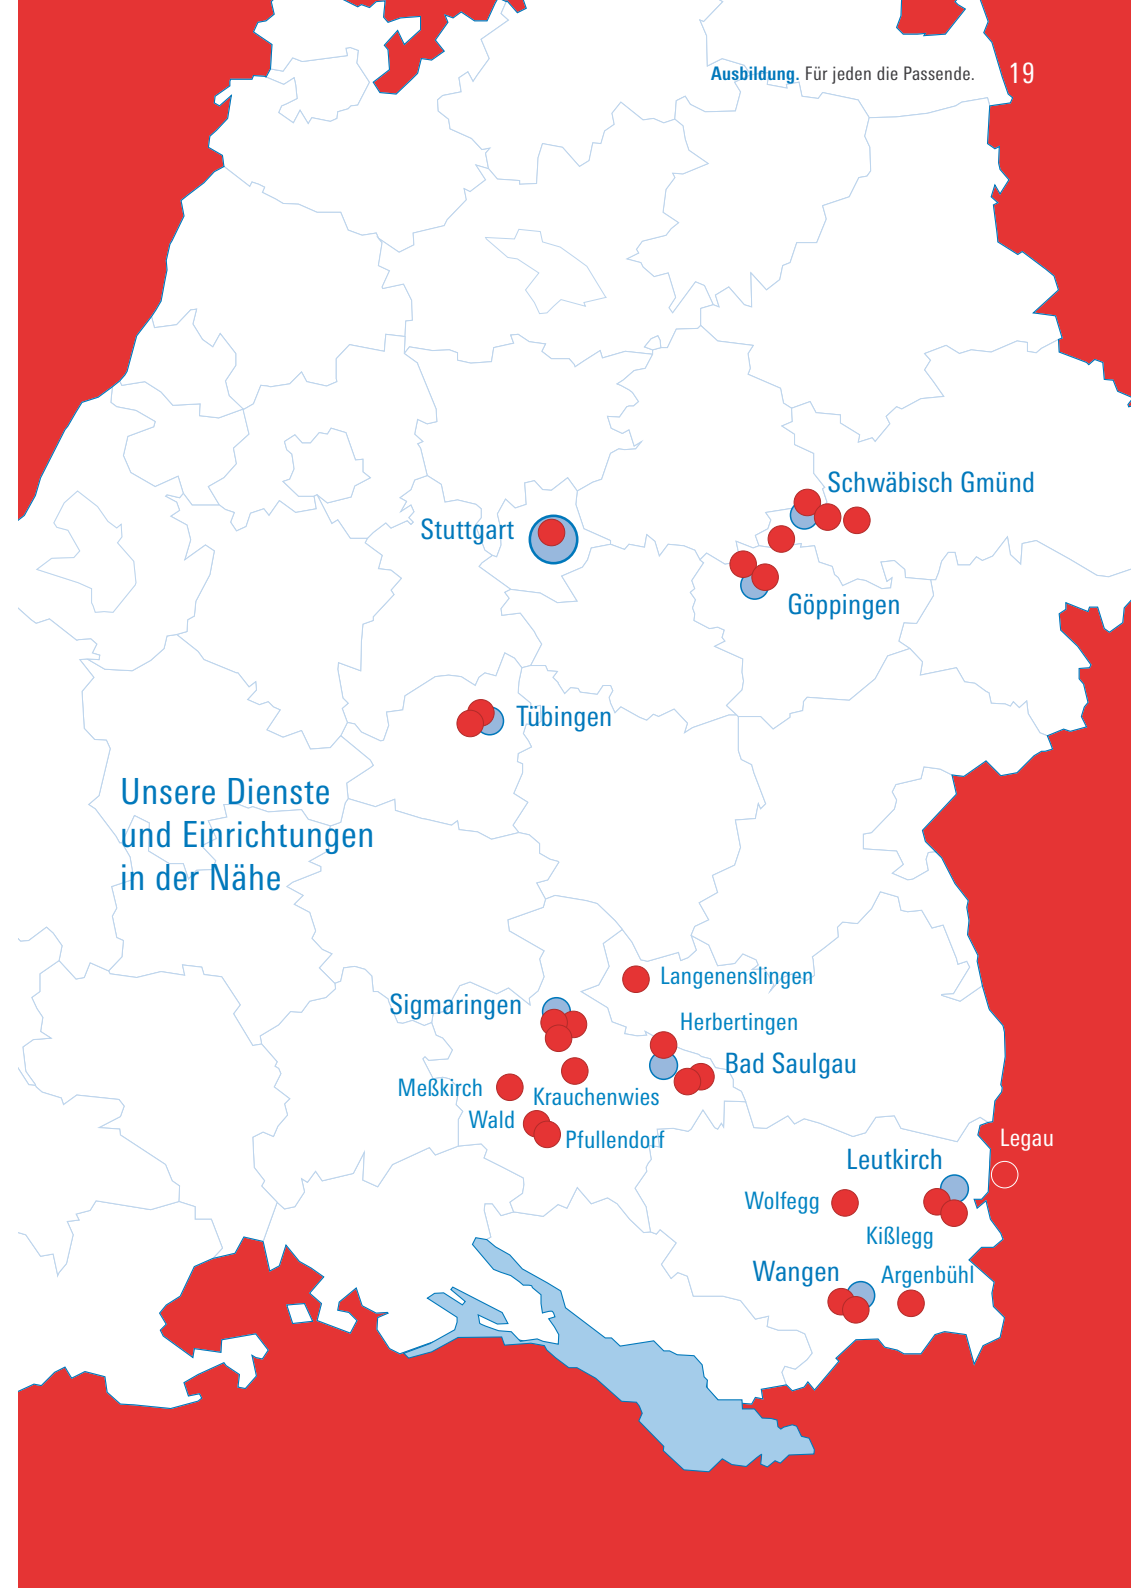 Ausbildung. Für jeden die Passende.
19
Schwäbisch Gmünd
Stuttgart
Göppingen
Tübingen
Unsere Dienste
und Einrichtungen
in der Nähe
Langenenslingen
Sigmaringen
Herbertingen
Bad Saulgau
Meßkirch
Krauchenwies
Wald
Pfullendorf
Legau
Leutkirch
Wolfegg
Kißlegg
Wangen
Argenbühl